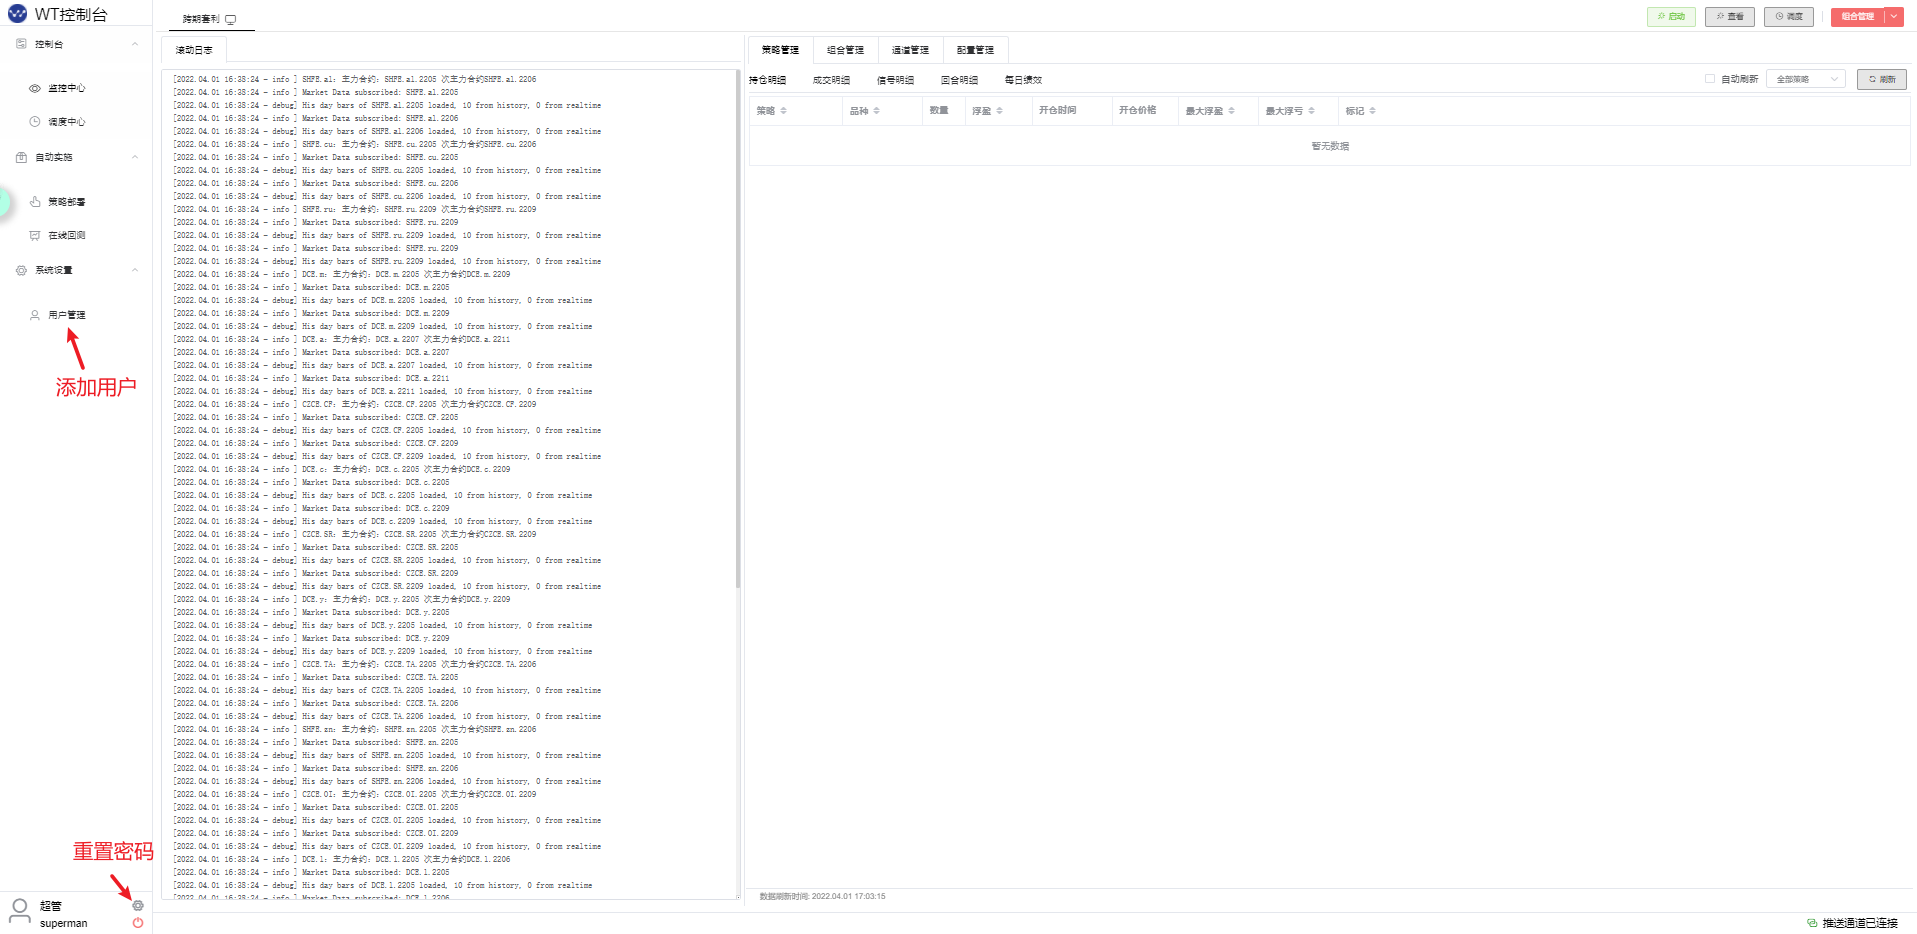 WT控制台
控制台
监控中心
调度中心
自动实施
策略部署
在线回测
系统设置
用户管理
添加用户
重置密码
超管
superman
跨期套利
启动
查看
调度
组合管理
滚动日志
[2022.04.01 16:38:24 - info ] SHFE.al: 主力合约: SHFE.al.2205 次主力合约SHFE.al.2206
[2022.04.01 16:38:24 - info ] Market Data subscribed: SHFE.al.2205
[2022.04.01 16:38:24 - debug] His day bars of SHFE.al.2205 loaded, 10 from history, 0 from realtime
[2022.04.01 16:38:24 - info ] Market Data subscribed: SHFE.al.2206
[2022.04.01 16:38:24 - debug] His day bars of SHFE.al.2206 loaded, 10 from history, 0 from realtime
[2022.04.01 16:38:24 - info ] SHFE.cu: 主力合约: SHFE.cu.2205 次主力合约SHFE.cu.2206
[2022.04.01 16:38:24 - info ] Market Data subscribed: SHFE.cu.2205
[2022.04.01 16:38:24 - debug] His day bars of SHFE.cu.2205 loaded, 10 from history, 0 from realtime
[2022.04.01 16:38:24 - info ] Market Data subscribed: SHFE.cu.2206
[2022.04.01 16:38:24 - debug] His day bars of SHFE.cu.2206 loaded, 10 from history, 0 from realtime
[2022.04.01 16:38:24 - info ] SHFE.ru: 主力合约: SHFE.ru.2209 次主力合约SHFE.ru.2209
[2022.04.01 16:38:24 - info ] Market Data subscribed: SHFE.ru.2209
[2022.04.01 16:38:24 - debug] His day bars of SHFE.ru.2209 loaded, 10 from history, 0 from realtime
[2022.04.01 16:38:24 - info ] Market Data subscribed: SHFE.ru.2209
[2022.04.01 16:38:24 - debug] His day bars of SHFE.ru.2209 loaded, 10 from history, 0 from realtime
[2022.04.01 16:38:24 - info ] DCE.m: 主力合约: DCE.m.2205 次主力合约DCE.m.2209
[2022.04.01 16:38:24 - info ] Market Data subscribed: DCE.m.2205
[2022.04.01 16:38:24 - debug] His day bars of DCE.m.2205 loaded, 10 from history, 0 from realtime
[2022.04.01 16:38:24 - info ] Market Data subscribed: DCE.m.2209
[2022.04.01 16:38:24 - debug] His day bars of DCE.m.2209 loaded, 10 from history, 0 from realtime
[2022.04.01 16:38:24 - info ] DCE.a: 主力合约: DCE.a.2207 次主力合约DCE.a.2211
[2022.04.01 16:38:24 - info ] Market Data subscribed: DCE.a.2207
[2022.04.01 16:38:24 - debug] His day bars of DCE.a.2207 loaded, 10 from history, 0 from realtime
[2022.04.01 16:38:24 - info ] Market Data subscribed: DCE.a.2211
[2022.04.01 16:38:24 - debug] His day bars of DCE.a.2211 loaded, 10 from history, 0 from realtime
[2022.04.01 16:38:24 - info ] CZCE.CF: 主力合约: CZCE.CF.2205 次主力合约CZCE.CF.2209
[2022.04.01 16:38:24 - info ] Market Data subscribed: CZCE.CF.2205
[2022.04.01 16:38:24 - debug] His day bars of CZCE.CF.2205 loaded, 10 from history, 0 from realtime
[2022.04.01 16:38:24 - info ] Market Data subscribed: CZCE.CF.2209
[2022.04.01 16:38:24 - debug] His day bars of CZCE.CF.2209 loaded, 10 from history, 0 from realtime
[2022.04.01 16:38:24 - info ] DCE.c: 主力合约: DCE.c.2205 次主力合约DCE.c.2209
[2022.04.01 16:38:24 - info ] Market Data subscribed: DCE.c.2205
[2022.04.01 16:38:24 - debug] His day bars of DCE.c.2205 loaded, 10 from history, 0 from realtime
[2022.04.01 16:38:24 - info ] Market Data subscribed: DCE.c.2209
[2022.04.01 16:38:24 - debug] His day bars of DCE.c.2209 loaded, 10 from history, 0 from realtime
[2022.04.01 16:38:24 - info ] CZCE.SR: 主力合约: CZCE.SR.2205 次主力合约CZCE.SR.2209
[2022.04.01 16:38:24 - info ] Market Data subscribed: CZCE.SR.2205
[2022.04.01 16:38:24 - debug] His day bars of CZCE.SR.2205 loaded, 10 from history, 0 from realtime
[2022.04.01 16:38:24 - info ] Market Data subscribed: CZCE.SR.2209
[2022.04.01 16:38:24 - debug] His day bars of CZCE.SR.2209 loaded, 10 from history, 0 from realtime
[2022.04.01 16:38:24 - info ] DCE.y: 主力合约: DCE.y.2205 次主力合约DCE.y.2209
[2022.04.01 16:38:24 - info ] Market Data subscribed: DCE.y.2205
[2022.04.01 16:38:24 - debug] His day bars of DCE.y.2205 loaded, 10 from history, 0 from realtime
[2022.04.01 16:38:24 - info ] Market Data subscribed: DCE.y.2209
[2022.04.01 16:38:24 - debug] His day bars of DCE.y.2209 loaded, 10 from history, 0 from realtime
[2022.04.01 16:38:24 - info ] CZCE.TA: 主力合约: CZCE.TA.2205 次主力合约CZCE.TA.2206
[2022.04.01 16:38:24 - info ] Market Data subscribed: CZCE.TA.2205
[2022.04.01 16:38:24 - debug] His day bars of CZCE.TA.2205 loaded, 10 from history, 0 from realtime
[2022.04.01 16:38:24 - info ] Market Data subscribed: CZCE.TA.2206
[2022.04.01 16:38:24 - debug] His day bars of CZCE.TA.2206 loaded, 10 from history, 0 from realtime
[2022.04.01 16:38:24 - info ] SHFE.zn: 主力合约: SHFE.zn.2205 次主力合约SHFE.zn.2206
[2022.04.01 16:38:24 - info ] Market Data subscribed: SHFE.zn.2205
[2022.04.01 16:38:24 - debug] His day bars of SHFE.zn.2205 loaded, 10 from history, 0 from realtime
[2022.04.01 16:38:24 - info ] Market Data subscribed: SHFE.zn.2206
[2022.04.01 16:38:24 - debug] His day bars of SHFE.zn.2206 loaded, 10 from history, 0 from realtime
[2022.04.01 16:38:24 - info ] CZCE.OI: 主力合约: CZCE.OI.2205 次主力合约CZCE.OI.2209
[2022.04.01 16:38:24 - info ] Market Data subscribed: CZCE.OI.2205
[2022.04.01 16:38:24 - debug] His day bars of CZCE.OI.2205 loaded, 10 from history, 0 from realtime
[2022.04.01 16:38:24 - info ] Market Data subscribed: CZCE.OI.2209
[2022.04.01 16:38:24 - debug] His day bars of CZCE.OI.2209 loaded, 10 from history, 0 from realtime
[2022.04.01 16:38:24 - info ] DCE.l: 主力合约: DCE.l.2205 次主力合约DCE.l.2206
[2022.04.01 16:38:24 - info ] Market Data subscribed: DCE.l.2205
[2022.04.01 16:38:24 - debug] His day bars of DCE.l.2205 loaded, 10 from history, 0 from realtime
[2022.04.01 16:38:24 - info ] Market Data subscribed: DCE.l.2206
策略管理 组合管理 通道管理 配置管理
持仓明细 成交明细 信号明细 回合明细 每日绩效
自动刷新 全部策略 刷新
策略 品种 数量 浮盈 开仓时间 开仓价格 最大浮盈 最大浮亏 标记
暂无数据
数据刷新时间: 2022.04.01 17:03:15
推送通道已连接